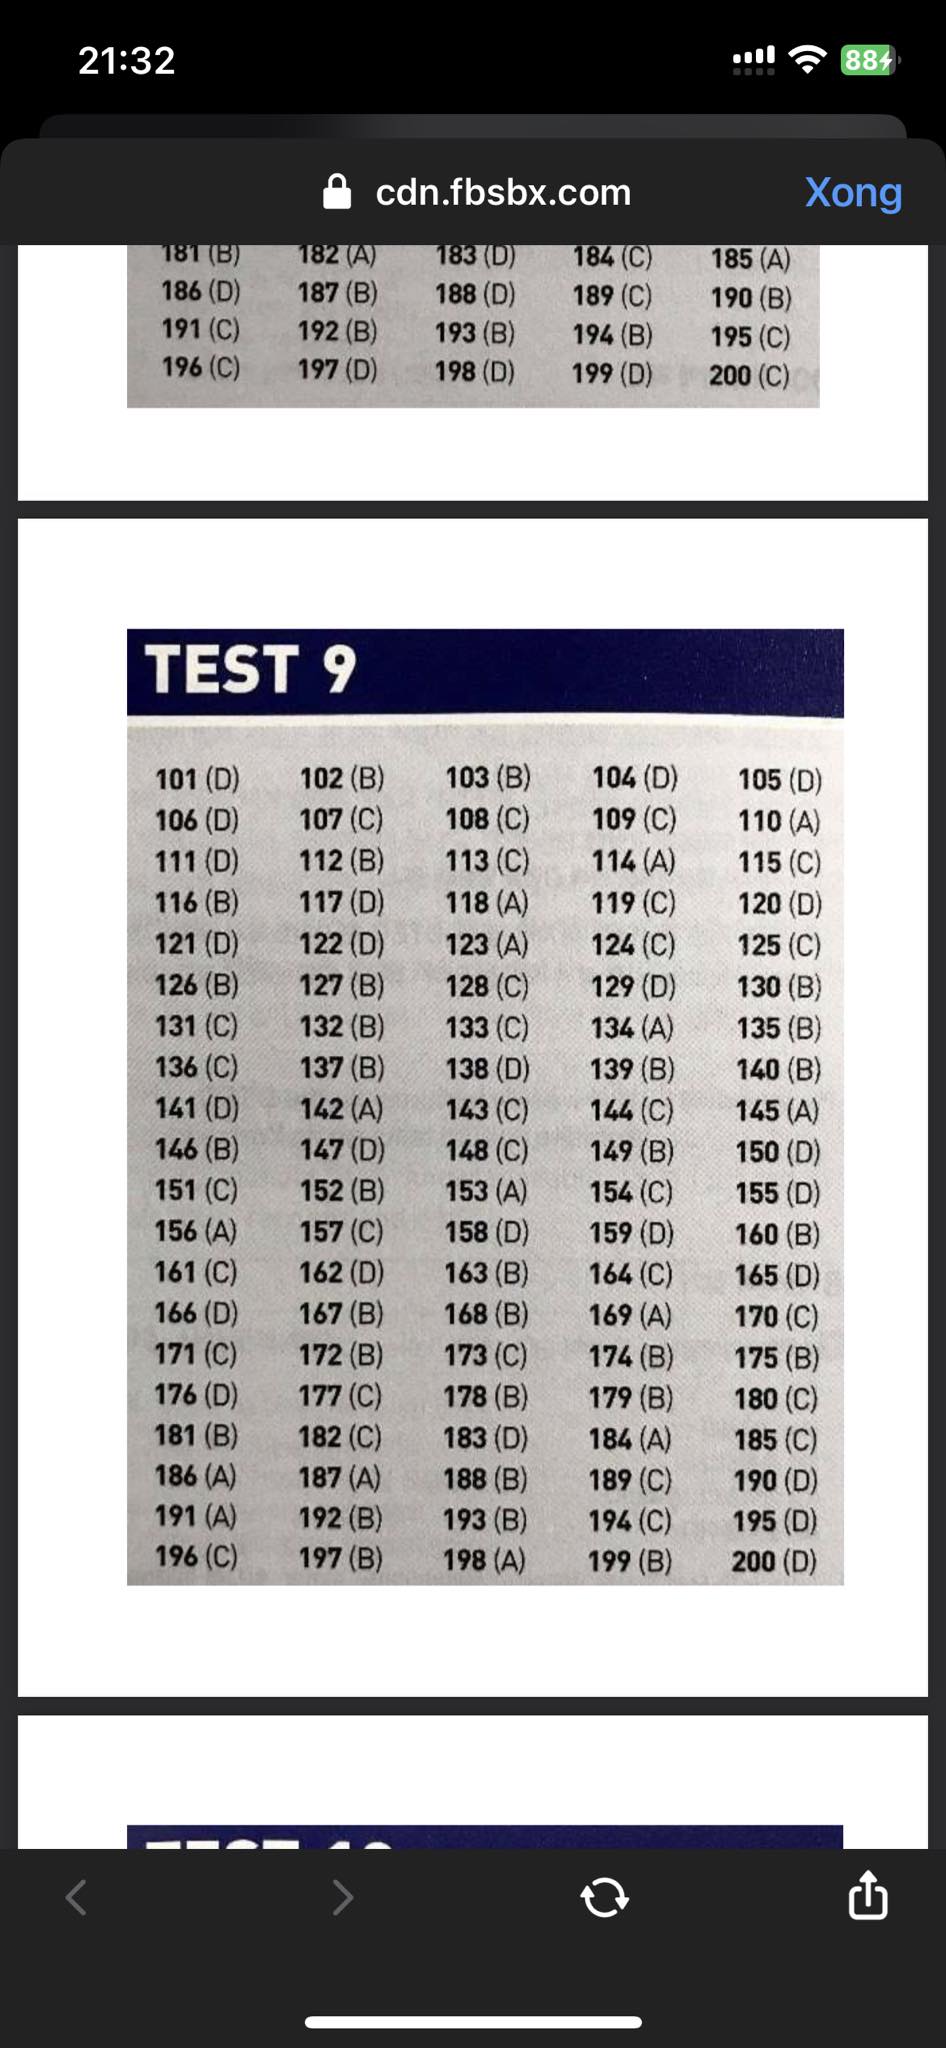 21:32
88
cdn.fbsbx.com
Xong
181 (B) 182 (A) 183 (D) 184 (C) 185 (A)
186 (D) 187 (B) 188 (D) 189 (C) 190 (B)
191 (C) 192 (B) 193 (B) 194 (B) 195 (C)
196 (C) 197 (D) 198 (D) 199 (D) 200 (C)
TEST 9
101 (D) 102 (B) 103 (B) 104 (D) 105 (D)
106 (D) 107 (C) 108 (C) 109 (C) 110 (A)
111 (D) 112 (B) 113 (C) 114 (A) 115 (C)
116 (B) 117 (D) 118 (A) 119 (C) 120 (D)
121 (D) 122 (D) 123 (A) 124 (C) 125 (C)
126 (B) 127 (B) 128 (C) 129 (D) 130 (B)
131 (C) 132 (B) 133 (C) 134 (A) 135 (B)
136 (C) 137 (B) 138 (D) 139 (B) 140 (B)
141 (D) 142 (A) 143 (C) 144 (C) 145 (A)
146 (B) 147 (D) 148 (C) 149 (B) 150 (D)
151 (C) 152 (B) 153 (A) 154 (C) 155 (D)
156 (A) 157 (C) 158 (D) 159 (D) 160 (B)
161 (C) 162 (D) 163 (B) 164 (C) 165 (D)
166 (D) 167 (B) 168 (B) 169 (A) 170 (C)
171 (C) 172 (B) 173 (C) 174 (B) 175 (B)
176 (D) 177 (C) 178 (B) 179 (B) 180 (C)
181 (B) 182 (C) 183 (D) 184 (A) 185 (C)
186 (A) 187 (A) 188 (B) 189 (C) 190 (D)
191 (A) 192 (B) 193 (B) 194 (C) 195 (D)
196 (C) 197 (B) 198 (A) 199 (B) 200 (D)